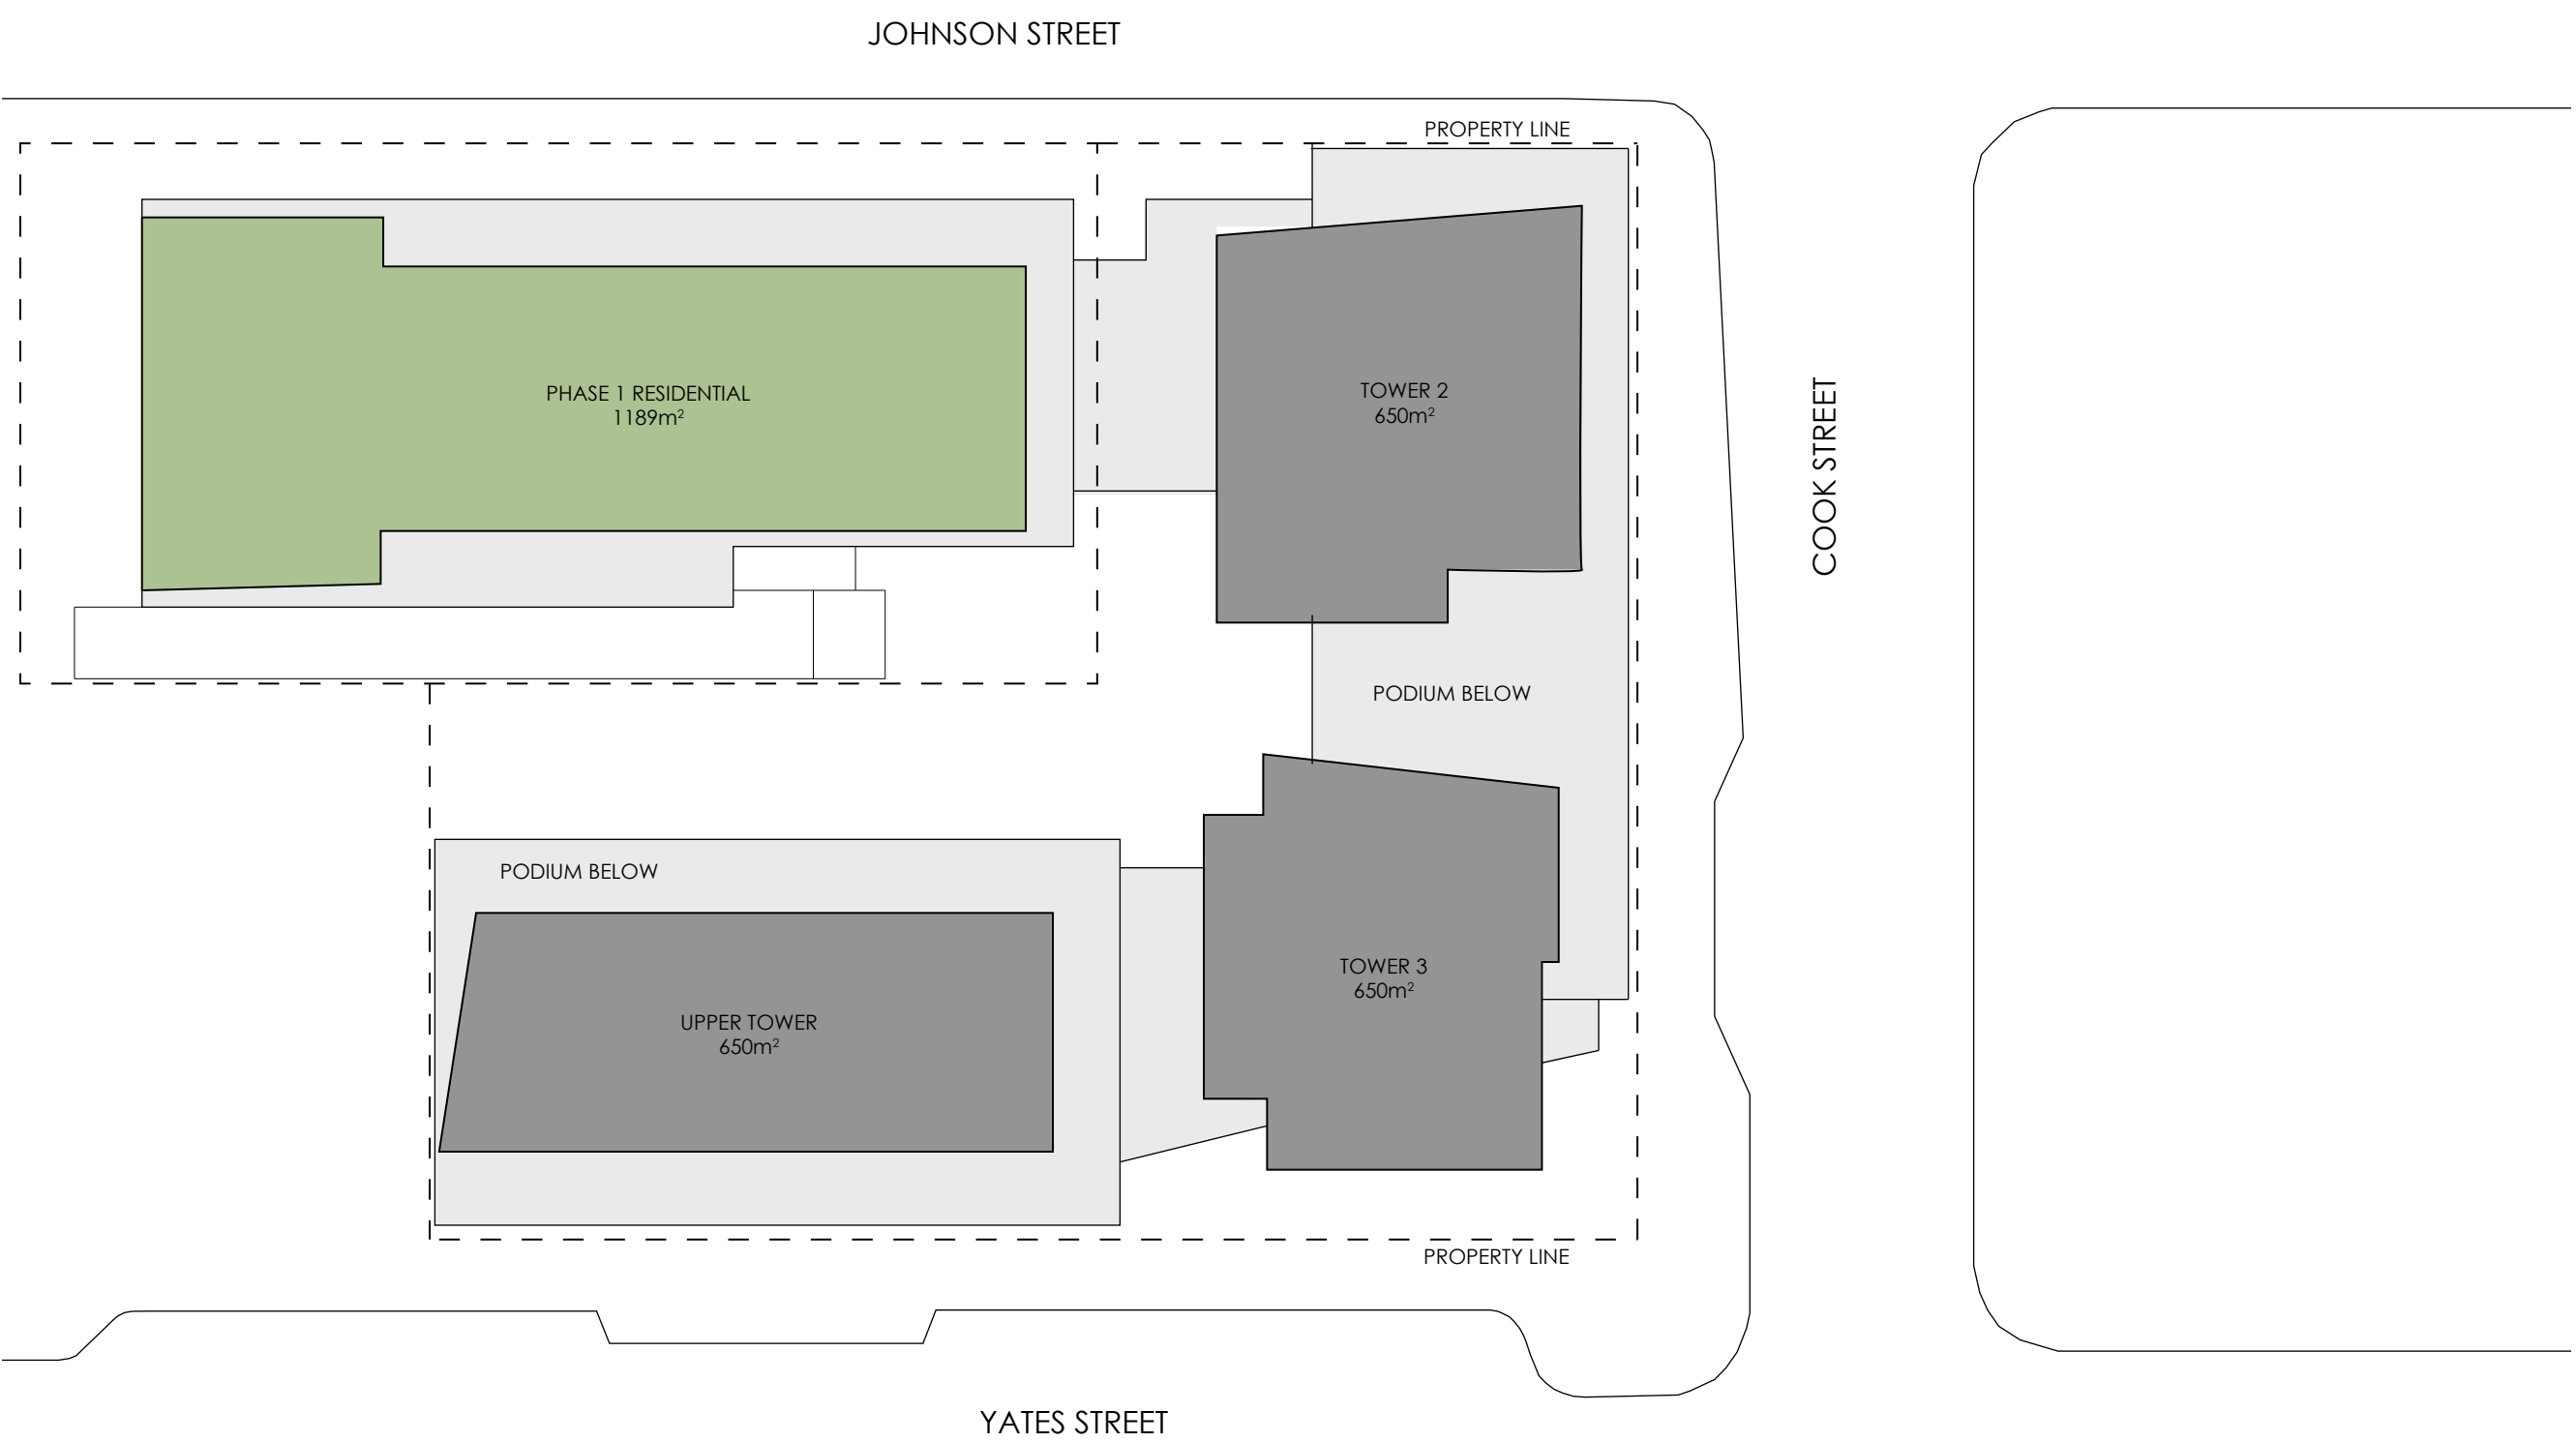 JOHNSON STREET
PROPERTY LINE
PHASE 1 RESIDENTIAL
1189m²
TOWER 2
650m²
COOK STREET
PODIUM BELOW
PODIUM BELOW
TOWER 3
650m²
UPPER TOWER
650m²
PROPERTY LINE
YATES STREET